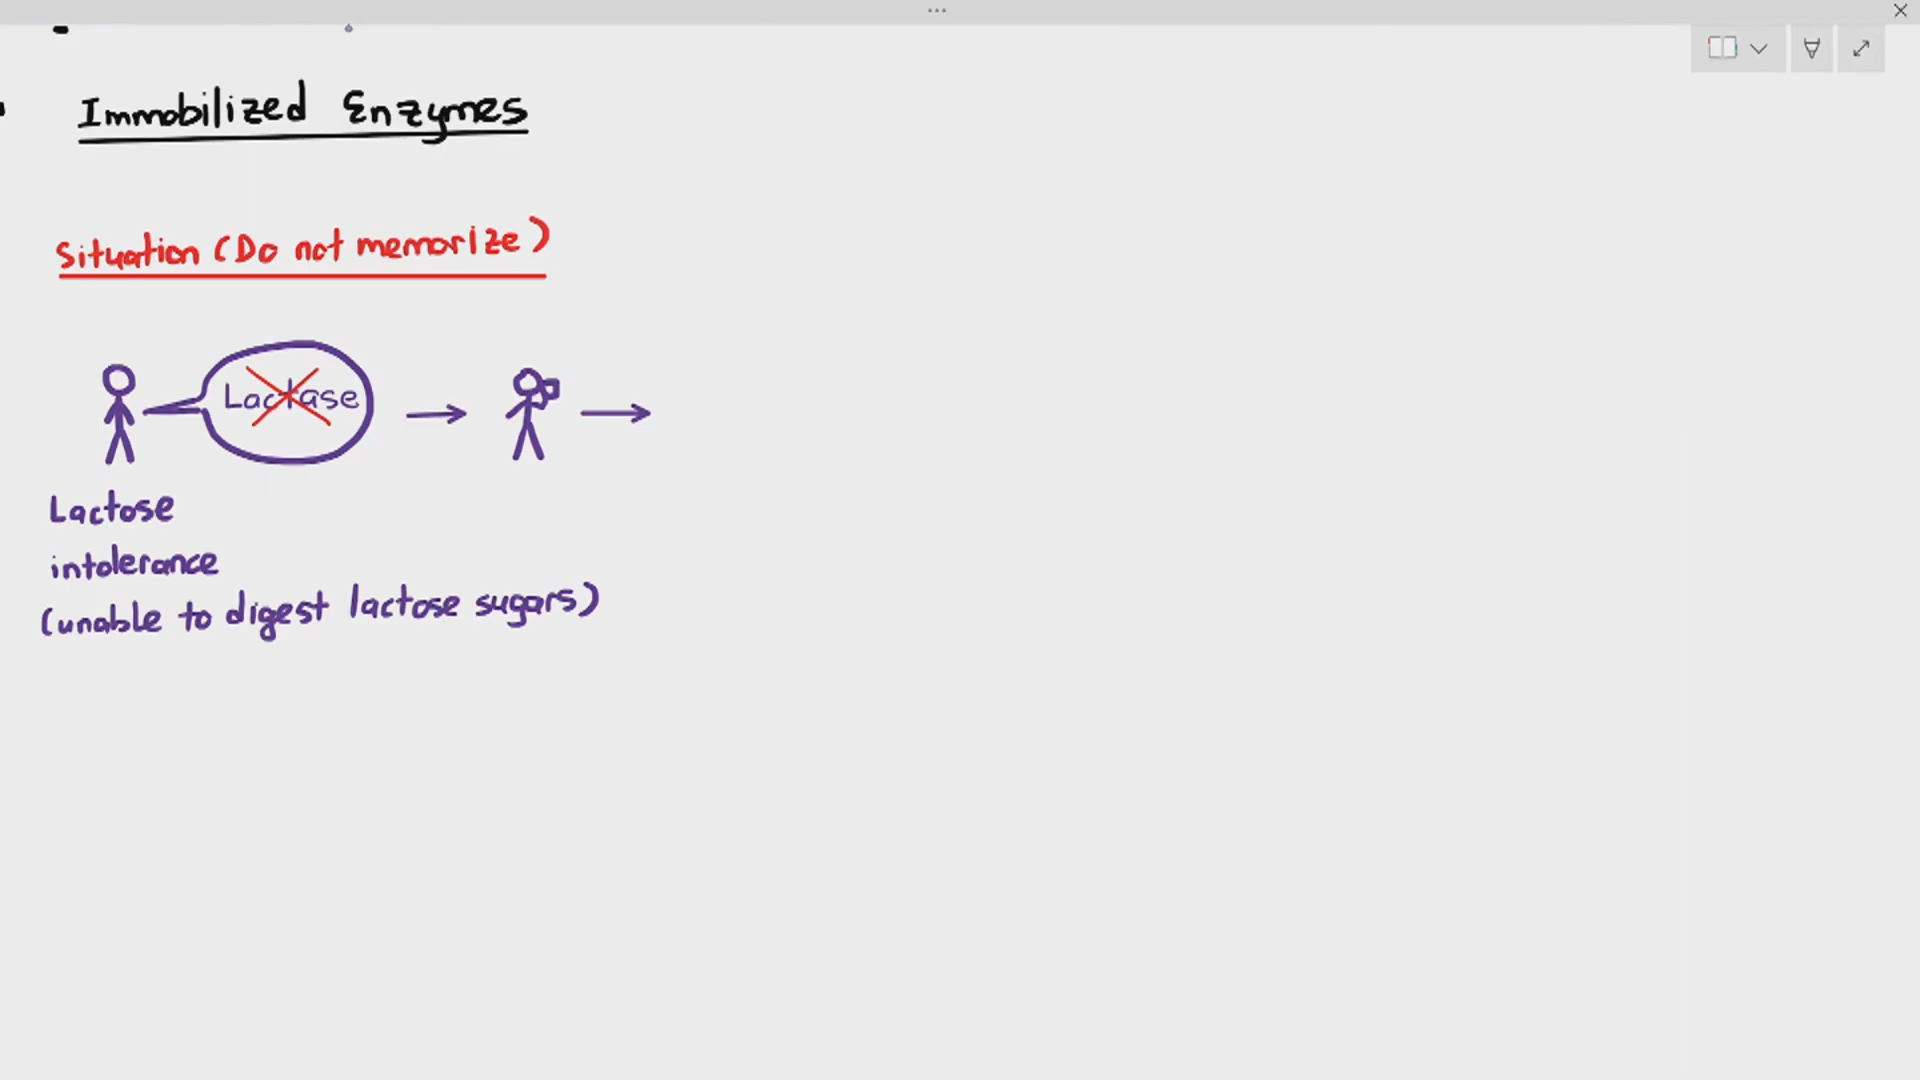 Immobilized Enzymes
Situation (Do not memorize)
Lactase
Lactose
intolerance
(unable to digest lactose sugars)